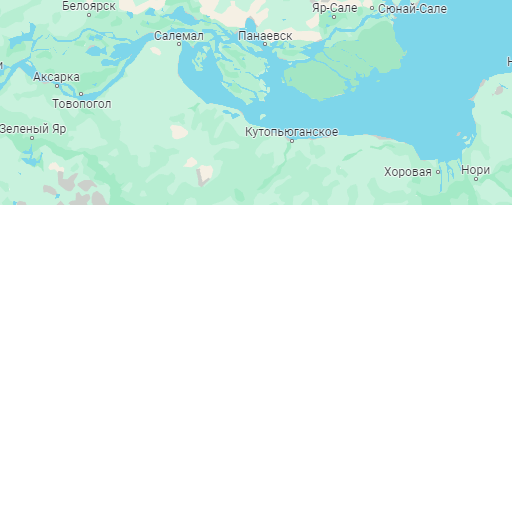 Белоярск
Яр-Сале
Сюнай-Сале
Салемал
Панаевск
Аксарка
Товопогол
Зеленый Яр
Кутопьюганское
Хоровая
Нори